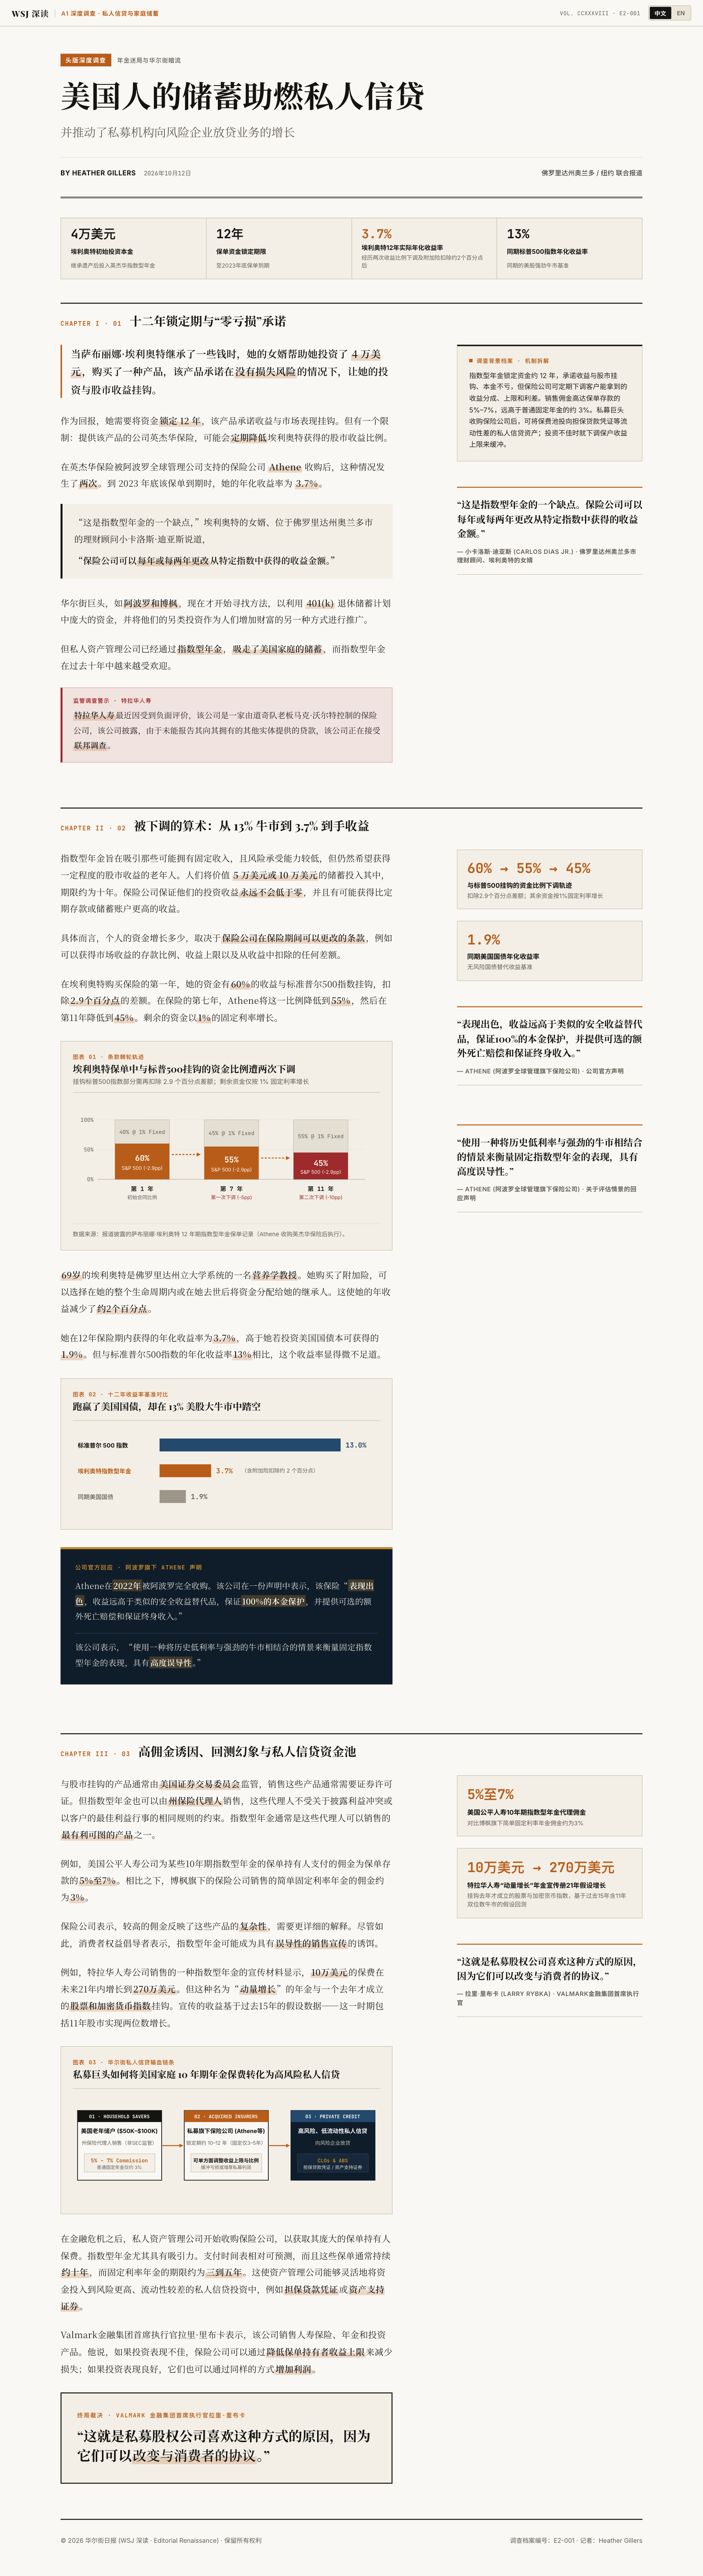 WSJ 深读 A1 深度调查 · 私人信贷与家庭储蓄
VOL. CCXXXVIII · E2-001 中文 EN
头版深度调查 年金迷局与华尔街暗流
美国人的储蓄助燃私人信贷
并推动了私募机构向风险企业放贷业务的增长
BY HEATHER GILLERS 2026年10月12日
佛罗里达州奥兰多 / 纽约 联合报道
4万美元
埃利奥特初始投资本金
继承遗产后投入英杰华指数型年金
12年
保单资金锁定期限
至2023年底保单到期
3.7%
埃利奥特12年实际年化收益率
经历两次收益比例下调及附加险扣除约2个百分点
后
13%
同期标普500指数年化收益率
同期的美股强劲牛市基准
CHAPTER I · 01 十二年锁定期与“零亏损”承诺
当萨布丽娜·埃利奥特继承了一些钱时，她的女婿帮助她投资了 4 万美
元，购买了一种产品，该产品承诺在没有损失风险的情况下，让她的投
资与股市收益挂钩。
作为回报，她需要将资金锁定 12 年，该产品承诺收益与市场表现挂钩。但有一个限
制：提供该产品的公司英杰华保险，可能会定期降低埃利奥特获得的股市收益比例。
在英杰华保险被阿波罗全球管理公司支持的保险公司 Athene 收购后，这种情况发
生了两次。到 2023 年底该保单到期时，她的年化收益率为 3.7%。
“这是指数型年金的一个缺点，”埃利奥特的女婿、位于佛罗里达州奥兰多市
的理财顾问小卡洛斯·迪亚斯说道，
“保险公司可以每年或每两年更改从特定指数中获得的收益金额。”
华尔街巨头，如阿波罗和博枫，现在才开始寻找方法，以利用 401(k) 退休储蓄计划
中庞大的资金，并将他们的另类投资作为人们增加财富的另一种方式进行推广。
但私人资产管理公司已经通过指数型年金，吸走了美国家庭的储蓄，而指数型年金
在过去十年中越来越受欢迎。
监管调查警示 · 特拉华人寿
特拉华人寿最近因受到负面评价，该公司是一家由道奇队老板马克·沃尔特控制的保险
公司，该公司披露，由于未能报告其向其拥有的其他实体提供的贷款，该公司正在接受
联邦调查。
■ 调查背景档案 · 机制拆解
指数型年金锁定资金约 12 年，承诺收益与股市挂
钩、本金不亏，但保险公司可定期下调客户能拿到的
收益分成、上限和利差。销售佣金高达保单存款的
5%–7%，远高于普通固定年金的约 3%。私募巨头
收购保险公司后，可将保费池投向担保贷款凭证等流
动性差的私人信贷资产；投资不佳时就下调保户收益
上限来缓冲。
“这是指数型年金的一个缺点。保险公司可以
每年或每两年更改从特定指数中获得的收益
金额。”
— 小卡洛斯·迪亚斯 (CARLOS DIAS JR.) · 佛罗里达州奥兰多市
理财顾问、埃利奥特的女婿
CHAPTER II · 02 被下调的算术：从 13% 牛市到 3.7% 到手收益
指数型年金旨在吸引那些可能拥有固定收入，且风险承受能力较低，但仍然希望获得
一定程度的股市收益的老年人。人们将价值 5 万美元或 10 万美元的储蓄投入其中，
期限约为十年。保险公司保证他们的投资收益永远不会低于零，并且有可能获得比定
期存款或储蓄账户更高的收益。
具体而言，个人的资金增长多少，取决于保险公司在保险期间可以更改的条款，例如
可以获得市场收益的百分比、收益上限以及从收益中扣除的任何差额。
在埃利奥特购买保险的第一年，她的资金有60%的收益与标准普尔500指数挂钩，扣
除2.9个百分点的差额。在保险的第七年，Athene将这一比例降低到55%，然后在
第11年降低到45%。剩余的资金以1%的固定利率增长。
图表 01 · 条款棘轮轨迹
埃利奥特保单中与标普500挂钩的资金比例遭两次下调
挂钩标普500指数部分需再扣除 2.9 个百分点差额；剩余资金仅按 1% 固定利率增长
100%
50%
0%
40% @ 1% Fixed 45% @ 1% Fixed 55% @ 1% Fixed
60% 55% 45%
S&P 500 (-2.9pp) S&P 500 (-2.9pp) S&P 500 (-2.9pp)
第 1 年 第 7 年 第 11 年
初始合同比例 第一次下调 (-5pp) 第二次下调 (-10pp)
数据来源：报道披露的萨布丽娜·埃利奥特 12 年期指数型年金保单记录（Athene 收购英杰华保险后执行）。
69岁的埃利奥特是佛罗里达州立大学系统的一名营养学教授。她购买了附加险，可
以选择在她的整个生命周期内或在她去世后将资金分配给她的继承人。这使她的年收
益减少了约2个百分点。
她在12年保险期内获得的年化收益率为3.7%，高于她若投资美国国债本可获得的
1.9%。但与标准普尔500指数的年化收益率13%相比，这个收益率显得微不足道。
图表 02 · 十二年收益率基准对比
跑赢了美国国债，却在 13% 美股大牛市中踏空
标准普尔 500 指数 13.0%
埃利奥特指数型年金 3.7% （含附加险扣除约 2 个百分点）
同期美国国债 1.9%
公司官方回应 · 阿波罗旗下 ATHENE 声明
Athene在2022年被阿波罗完全收购。该公司在一份声明中表示，该保险“表现出
色，收益远高于类似的安全收益替代品，保证100%的本金保护，并提供可选的额
外死亡赔偿和保证终身收入。”
该公司表示，“使用一种将历史低利率与强劲的牛市相结合的情景来衡量固定指数
型年金的表现，具有高度误导性。”
60% → 55% → 45%
与标普500挂钩的资金比例下调轨迹
扣除2.9个百分点差额；其余资金按1%固定利率增长
1.9%
同期美国国债年化收益率
无风险国债替代收益基准
“表现出色，收益远高于类似的安全收益替代
品，保证100%的本金保护，并提供可选的额
外死亡赔偿和保证终身收入。”
— ATHENE (阿波罗全球管理旗下保险公司) · 公司官方声明
“使用一种将历史低利率与强劲的牛市相结合
的情景来衡量固定指数型年金的表现，具有
高度误导性。”
— ATHENE (阿波罗全球管理旗下保险公司) · 关于评估情景的回
应声明
CHAPTER III · 03 高佣金诱因、回测幻象与私人信贷资金池
与股市挂钩的产品通常由美国证券交易委员会监管，销售这些产品通常需要证券许可
证。但指数型年金也可以由州保险代理人销售，这些代理人不受关于披露利益冲突或
以客户的最佳利益行事的相同规则的约束。指数型年金通常是这些代理人可以销售的
最有利可图的产品之一。
例如，美国公平人寿公司为某些10年期指数型年金的保单持有人支付的佣金为保单存
款的5%至7%。相比之下，博枫旗下的保险公司销售的简单固定利率年金的佣金约
为3%。
保险公司表示，较高的佣金反映了这些产品的复杂性，需要更详细的解释。尽管如
此，消费者权益倡导者表示，指数型年金可能成为具有误导性的销售宣传的诱饵。
例如，特拉华人寿公司销售的一种指数型年金的宣传材料显示，10万美元的保费在
未来21年内增长到270万美元。但这种名为“动量增长”的年金与一个去年才成立
的股票和加密货币指数挂钩。宣传的收益基于过去15年的假设数据——这一时期包
括11年股市实现两位数增长。
图表 03 · 华尔街私人信贷输血链条
私募巨头如何将美国家庭 10 年期年金保费转化为高风险私人信贷
01 · HOUSEHOLD SAVERS
美国老年储户 ($50K–$100K)
州保险代理人销售（非SEC监管）
5% – 7% Commission
普通固定年金仅约 3%
02 · ACQUIRED INSURERS
私募旗下保险公司 (Athene等)
锁定期约 10–12 年（固定仅3–5年）
可单方面调整收益上限与比例
缓冲亏损或增厚私募利润
03 · PRIVATE CREDIT
高风险、低流动性私人信贷
向风险企业放贷
CLOs & ABS
担保贷款凭证 / 资产支持证券
在金融危机之后，私人资产管理公司开始收购保险公司，以获取其庞大的保单持有人
保费。指数型年金尤其具有吸引力。支付时间表相对可预测，而且这些保单通常持续
约十年，而固定利率年金的期限约为三到五年。这使资产管理公司能够灵活地将资
金投入到风险更高、流动性较差的私人信贷投资中，例如担保贷款凭证或资产支持
证券。
Valmark金融集团首席执行官拉里·里布卡表示，该公司销售人寿保险、年金和投资
产品。他说，如果投资表现不佳，保险公司可以通过降低保单持有者收益上限来减少
损失；如果投资表现良好，它们也可以通过同样的方式增加利润。
终局裁决 · VALMARK 金融集团首席执行官拉里·里布卡
“这就是私募股权公司喜欢这种方式的原因，因为
它们可以改变与消费者的协议。”
5%至7%
美国公平人寿10年期指数型年金代理佣金
对比博枫旗下简单固定利率年金佣金约为3%
10万美元 → 270万美元
特拉华人寿“动量增长”年金宣传册21年假设增长
挂钩去年才成立的股票与加密货币指数，基于过去15年含11年
双位数牛市的假设回测
“这就是私募股权公司喜欢这种方式的原因，
因为它们可以改变与消费者的协议。”
— 拉里·里布卡 (LARRY RYBKA) · VALMARK金融集团首席执行
官
© 2026 华尔街日报 (WSJ 深读 · Editorial Renaissance) · 保留所有权利
调查档案编号：E2-001 · 记者：Heather Gillers